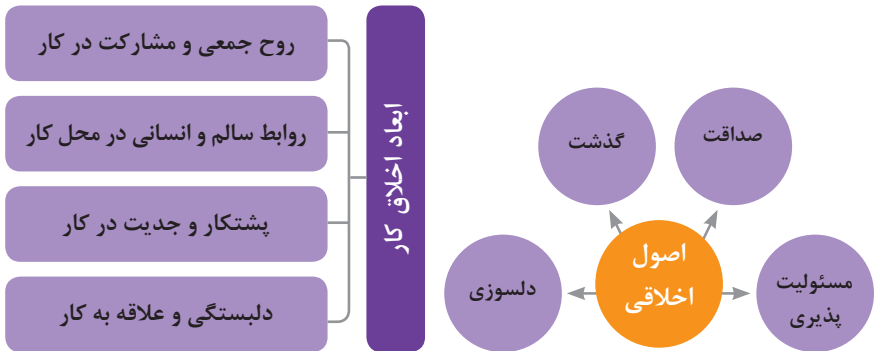 ابعاد اخلاق کار
روح جمعی و مشارکت در کار
روابط سالم و انسانی در محل کار
پشتکار و جدیت در کار
دلبستگی و علاقه به کار
اصول
اخلاقی
صداقت
گذشت
مسئولیت
پذیری
دلسوزی